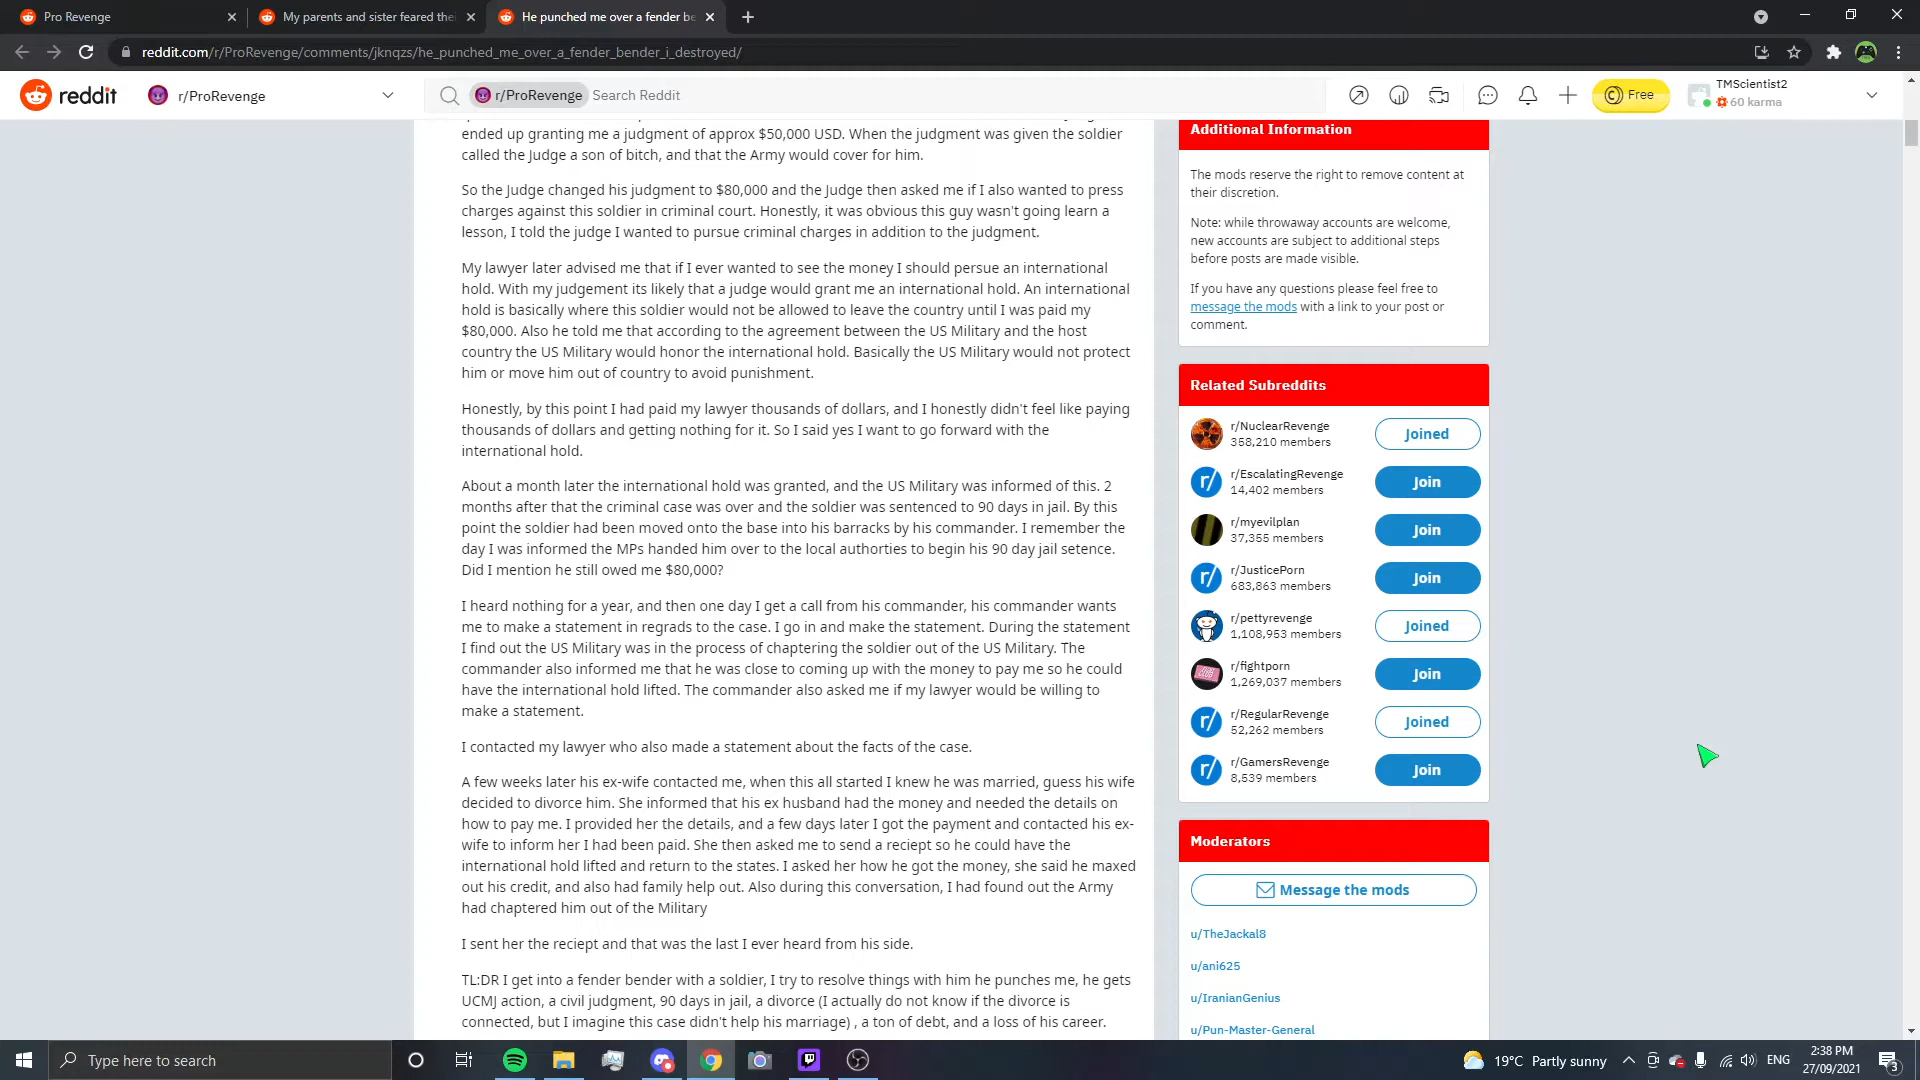 Pro Revenge
My parents and sister feared thei
He punched me over a fender be
reddit.com/r/ProRevenge/comments/jknqzs/he_punched_me_over_a_fender_bender_i_destroyed/
reddit
r/ProRevenge
r/ProRevenge
Search Reddit
Free
TMScientist2
60 karma
ended up granting me a judgment of approx $50,000 USD. When the judgment was given the soldier
called the Judge a son of bitch, and that the Army would cover for him.
So the Judge changed his judgment to $80,000 and the Judge then asked me if I also wanted to press
charges against this soldier in criminal court. Honestly, it was obvious this guy wasn't going learn a
lesson, I told the judge I wanted to pursue criminal charges in addition to the judgment.
My lawyer later advised me that if I ever wanted to see the money I should persue an international
hold. With my judgement its likely that a judge would grant me an international hold. An international
hold is basically where this soldier would not be allowed to leave the country until I was paid my
$80,000. Also he told me that according to the agreement between the US Military and the host
country the US Military would honor the international hold. Basically the US Military would not protect
him or move him out of country to avoid punishment.
Honestly, by this point I had paid my lawyer thousands of dollars, and I honestly didn't feel like paying
thousands of dollars and getting nothing for it. So I said yes I want to go forward with the
international hold.
About a month later the international hold was granted, and the US Military was informed of this. 2
months after that the criminal case was over and the soldier was sentenced to 90 days in jail. By this
point the soldier had been moved onto the base into his barracks by his commander. I remember the
day I was informed the MPs handed him over to the local authorties to begin his 90 day jail setence.
Did I mention he still owed me $80,000?
I heard nothing for a year, and then one day I get a call from his commander, his commander wants
me to make a statement in regrads to the case. I go in and make the statement. During the statement
I find out the US Military was in the process of chaptering the soldier out of the US Military. The
commander also informed me that he was close to coming up with the money to pay me so he could
have the international hold lifted. The commander also asked me if my lawyer would be willing to
make a statement.
I contacted my lawyer who also made a statement about the facts of the case.
A few weeks later his ex-wife contacted me, when this all started I knew he was married, guess his wife
decided to divorce him. She informed that his ex husband had the money and needed the details on
how to pay me. I provided her the details, and a few days later I got the payment and contacted his ex-
wife to inform her I had been paid. She then asked me to send a reciept so he could have the
international hold lifted and return to the states. I asked her how he got the money, she said he maxed
out his credit, and also had family help out. Also during this conversation, I had found out the Army
had chaptered him out of the Military
I sent her the reciept and that was the last I ever heard from his side.
TL:DR I get into a fender bender with a soldier, I try to resolve things with him he punches me, he gets
UCMJ action, a civil judgment, 90 days in jail, a divorce (I actually do not know if the divorce is
connected, but I imagine this case didn't help his marriage) , a ton of debt, and a loss of his career.
Additional Information
The mods reserve the right to remove content at
their discretion.
Note: while throwaway accounts are welcome,
new accounts are subject to additional steps
before posts are made visible.
If you have any questions please feel free to
message the mods with a link to your post or
comment.
Related Subreddits
r/NuclearRevenge
358,210 members
Joined
r/EscalatingRevenge
14,402 members
Join
r/myevilplan
37,355 members
Join
r/JusticePorn
683,863 members
Join
r/pettyrevenge
1,108,953 members
Joined
r/fightporn
1,269,037 members
Join
r/RegularRevenge
52,262 members
Joined
r/GamersRevenge
8,539 members
Join
Moderators
Message the mods
u/TheJackal8
u/ani625
u/IranianGenius
u/Pun-Master-General
Type here to search
19°C Partly sunny
ENG
2:38 PM
27/09/2021
3